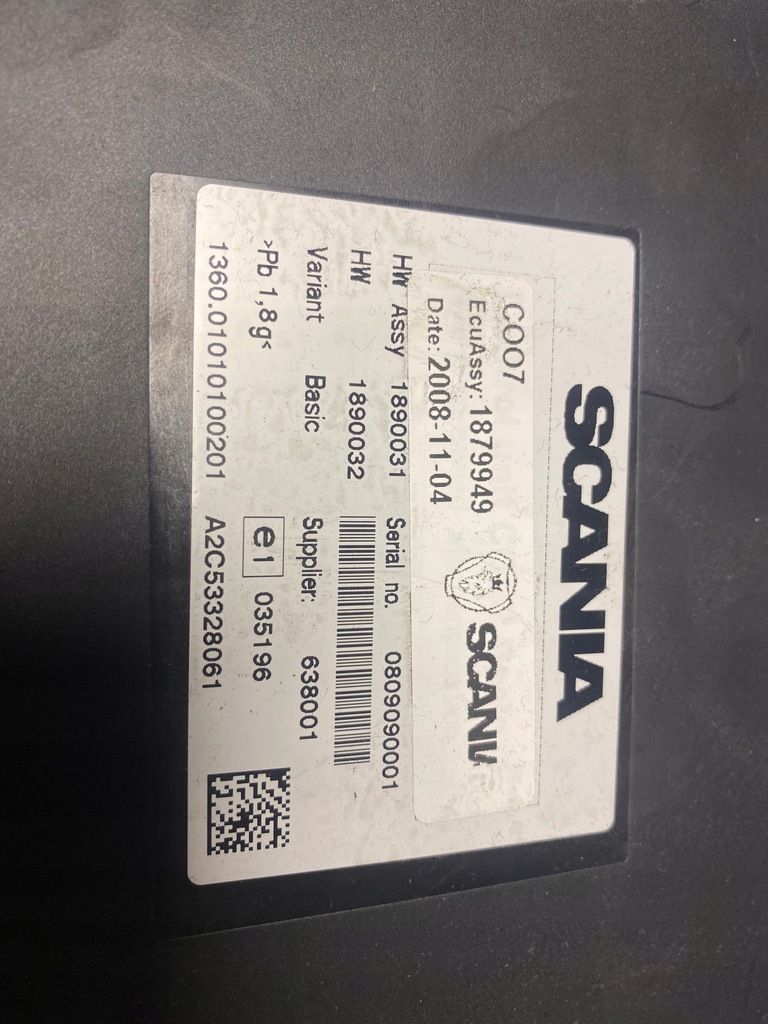 SCANIA
COO7
EcuAssy: 1879949
SCANIA
Date: 2008-11-04
HW Assy 1890031 Serial no. 0809090001
HW 1890032
Variant Basic Supplier: 638001
>Pb 1,8g< e1 035196
1360.01010100201 A2C53328061